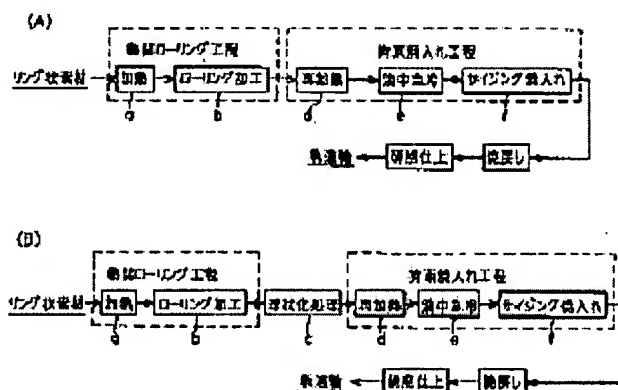 (A)
熱間ローリング工程
背頂焼入れ工程
リング状素材
加熱
ローリング加工
再加熱
油中急冷
サイジング焼入れ
a
b
d
e
f
軌道輪
研磨仕上
焼戻し
(B)
熱間ローリング工程
工程
リング状素材
加熱
ローリング加工
球状化処理
再加熱
油中急冷
サイジング焼入れ
a
b
c
d
e
f
軌道輪
研磨仕上
焼戻し